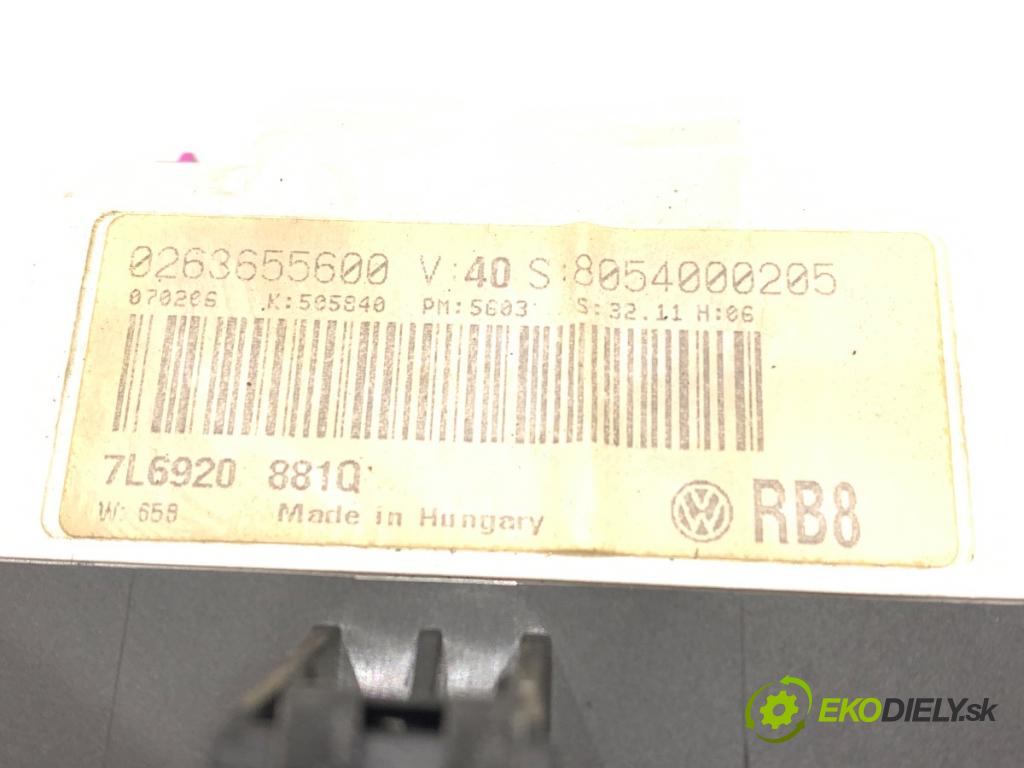 0263655600 V:40 S:8054000205
070206 K:505840 PM:5603 S:32.11 H:06
7L6920 881Q
W: 658 Made in Hungary
VW RB8
EKODIELY.sk